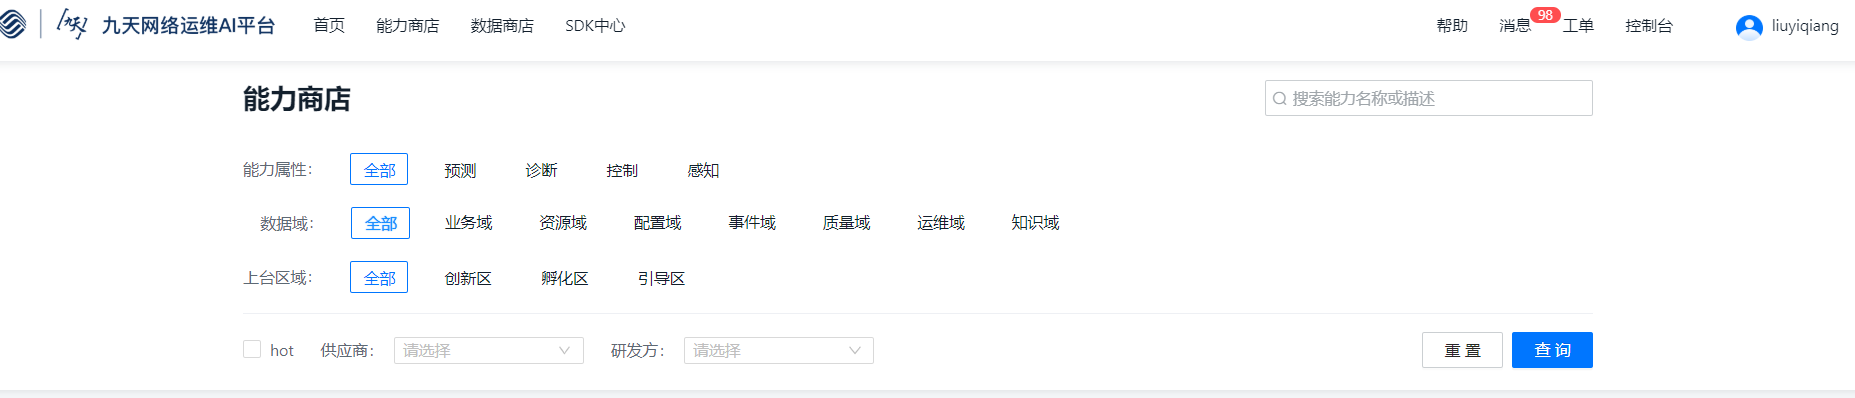 九天 九天网络运维AI平台 首页 能力商店 数据商店 SDK中心 帮助 消息 98 工单 控制台 liuyiqiang
能力商店 搜索能力名称或描述
能力属性： 全部 预测 诊断 控制 感知
数据域： 全部 业务域 资源域 配置域 事件域 质量域 运维域 知识域
上台区域： 全部 创新区 孵化区 引导区
hot 供应商： 请选择 研发方： 请选择 重置 查询